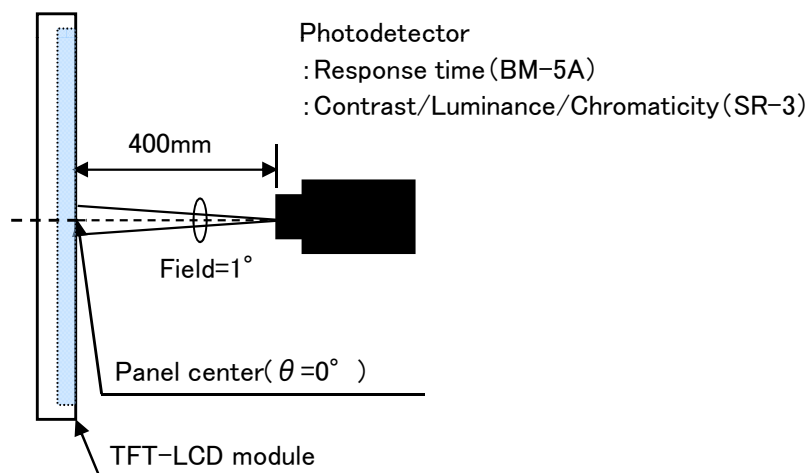 Photodetector
:Response time(BM-5A)
:Contrast/Luminance/Chromaticity(SR-3)
400mm
Field=1°
Panel center(θ=0° )
TFT-LCD module